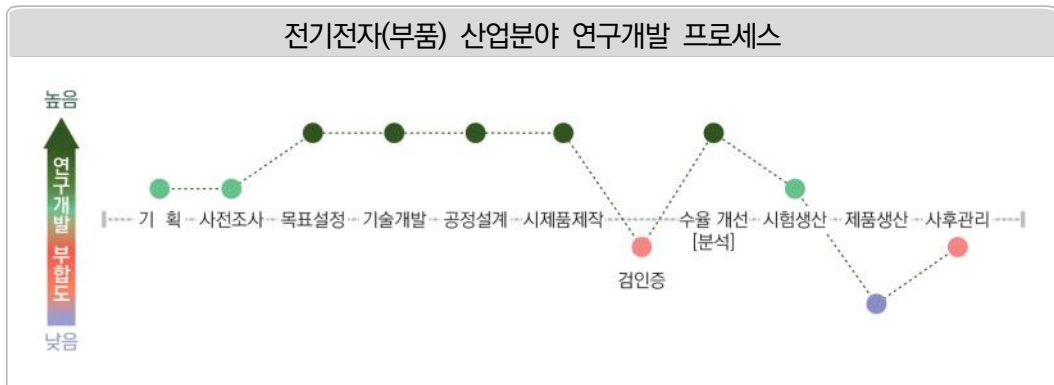 전기전자(부품) 산업분야 연구개발 프로세스
높음
연구개발 부합도
낮음
기 획
사전조사
목표설정
기술개발
공정설계
시제품제작
검인증
수율 개선
[분석]
시험생산
제품생산
사후관리